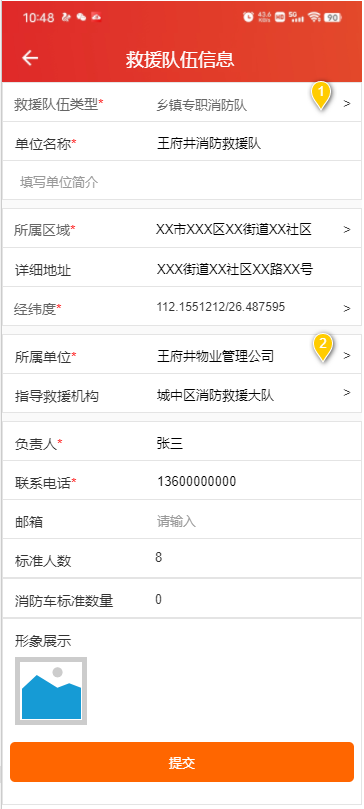 10:48 43.6 KB/s HD 5G 90
救援队伍信息
1
救援队伍类型* 乡镇专职消防队 >
单位名称* 王府井消防救援队
填写单位简介
所属区域* XX市XXX区XX街道XX社区 >
详细地址 XXX街道XX社区XX路XX号
经纬度* 112.1551212/26.487595 >
2
所属单位* 王府井物业管理公司 >
指导救援机构 城中区消防救援大队 >
负责人* 张三
联系电话* 13600000000
邮箱 请输入
标准人数 8
消防车标准数量 0
形象展示
提交